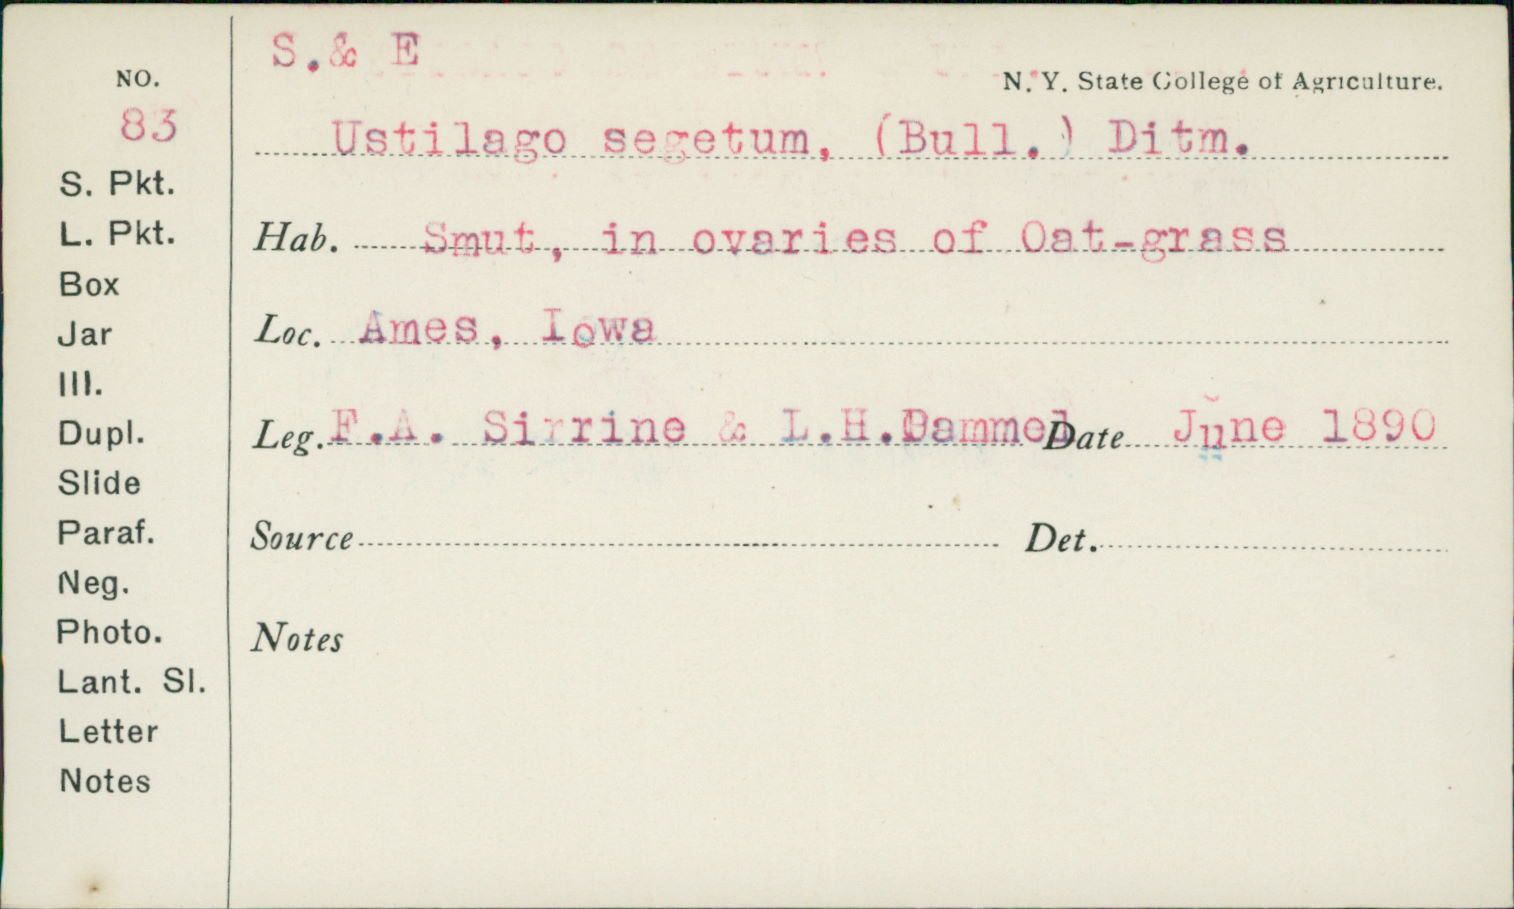 S.& E
N. Y. State College of Agriculture.
NO.
83
Ustilago segetum, (Bull.) Ditm.
S. Pkt.
L. Pkt.
Hab. Smut, in ovaries of Oat-grass
Box
Jar
Loc. Ames, Iowa
Ill.
Dupl.
Leg. F.A. Sirrine & L.H.Dammel Date June 1890
Slide
Paraf.
Source Det.
Neg.
Photo.
Notes
Lant. Sl.
Letter
Notes